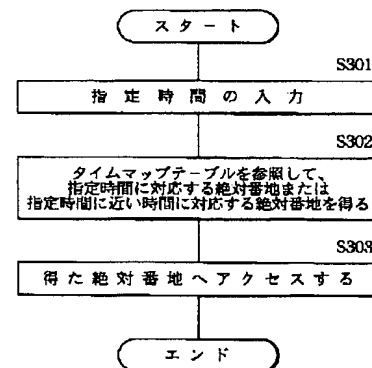 スタート
S301
指定時間の入力
S302
タイムマップテーブルを参照して、
指定時間に対応する絶対番地または
指定時間に近い時間に対応する絶対番地を得る
S303
得た絶対番地へアクセスする
エンド